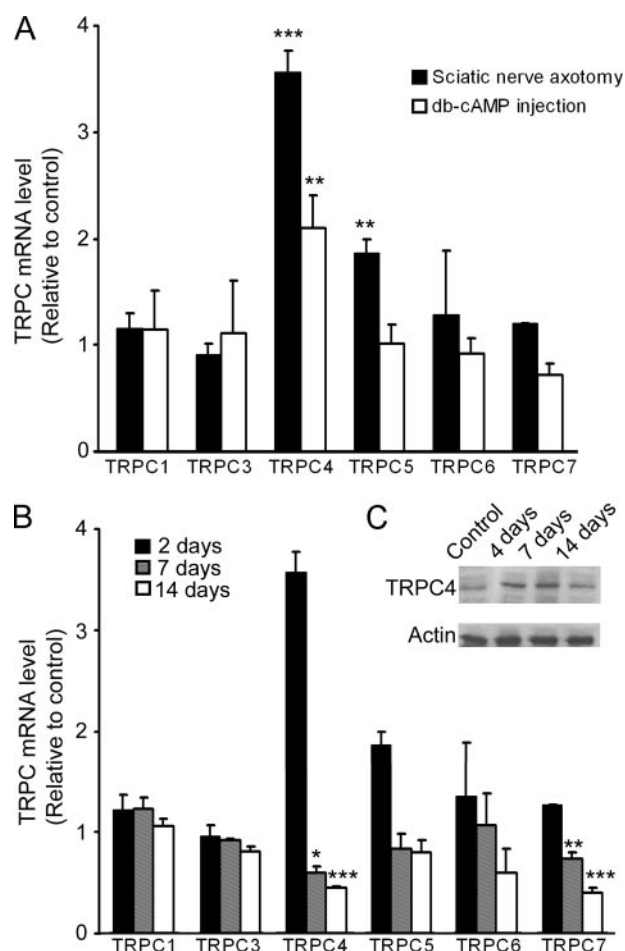 A
***
Sciatic nerve axotomy
db-cAMP injection
**
**
TRPC mRNA level
(Relative to control)
4
3
2
1
0
TRPC1 TRPC3 TRPC4 TRPC5 TRPC6 TRPC7
B
2 days
7 days
14 days
C
Control 4 days 7 days 14 days
TRPC4
Actin
TRPC mRNA level
(Relative to control)
4
3
2
1
0
* *** ** ***
TRPC1 TRPC3 TRPC4 TRPC5 TRPC6 TRPC7